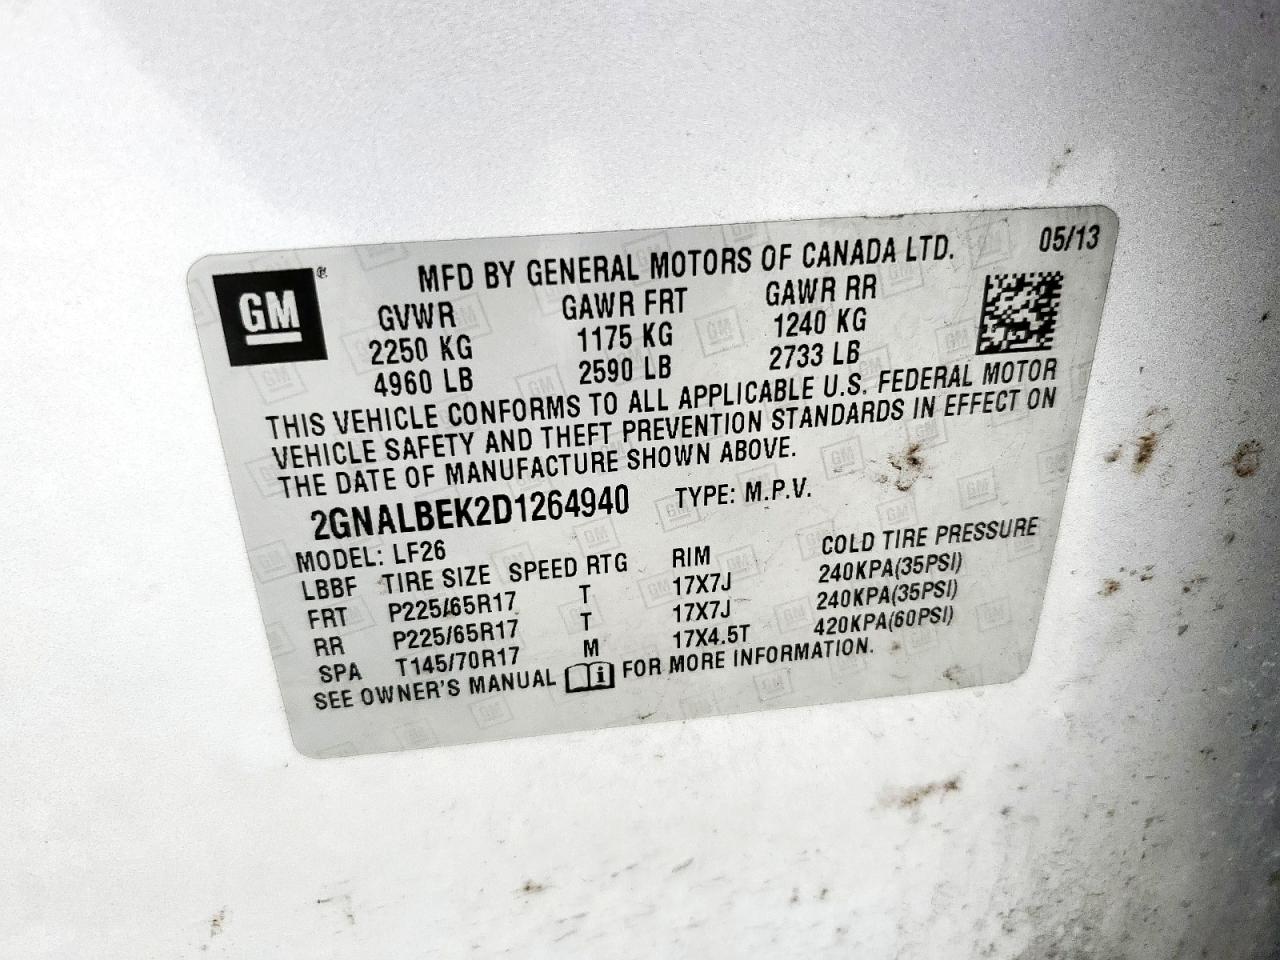 GM ®
MFD BY GENERAL MOTORS OF CANADA LTD. 05/13
GVWR GAWR FRT GAWR RR
2250 KG 1175 KG 1240 KG
4960 LB 2590 LB 2733 LB
THIS VEHICLE CONFORMS TO ALL APPLICABLE U.S. FEDERAL MOTOR
VEHICLE SAFETY AND THEFT PREVENTION STANDARDS IN EFFECT ON
THE DATE OF MANUFACTURE SHOWN ABOVE.
2GNALBEK2D1264940 TYPE: M.P.V.
MODEL: LF26
LBBF TIRE SIZE SPEED RTG RIM COLD TIRE PRESSURE
FRT P225/65R17 T 17X7J 240KPA(35PSI)
RR P225/65R17 T 17X7J 240KPA(35PSI)
SPA T145/70R17 M 17X4.5T 420KPA(60PSI)
SEE OWNER'S MANUAL i FOR MORE INFORMATION.